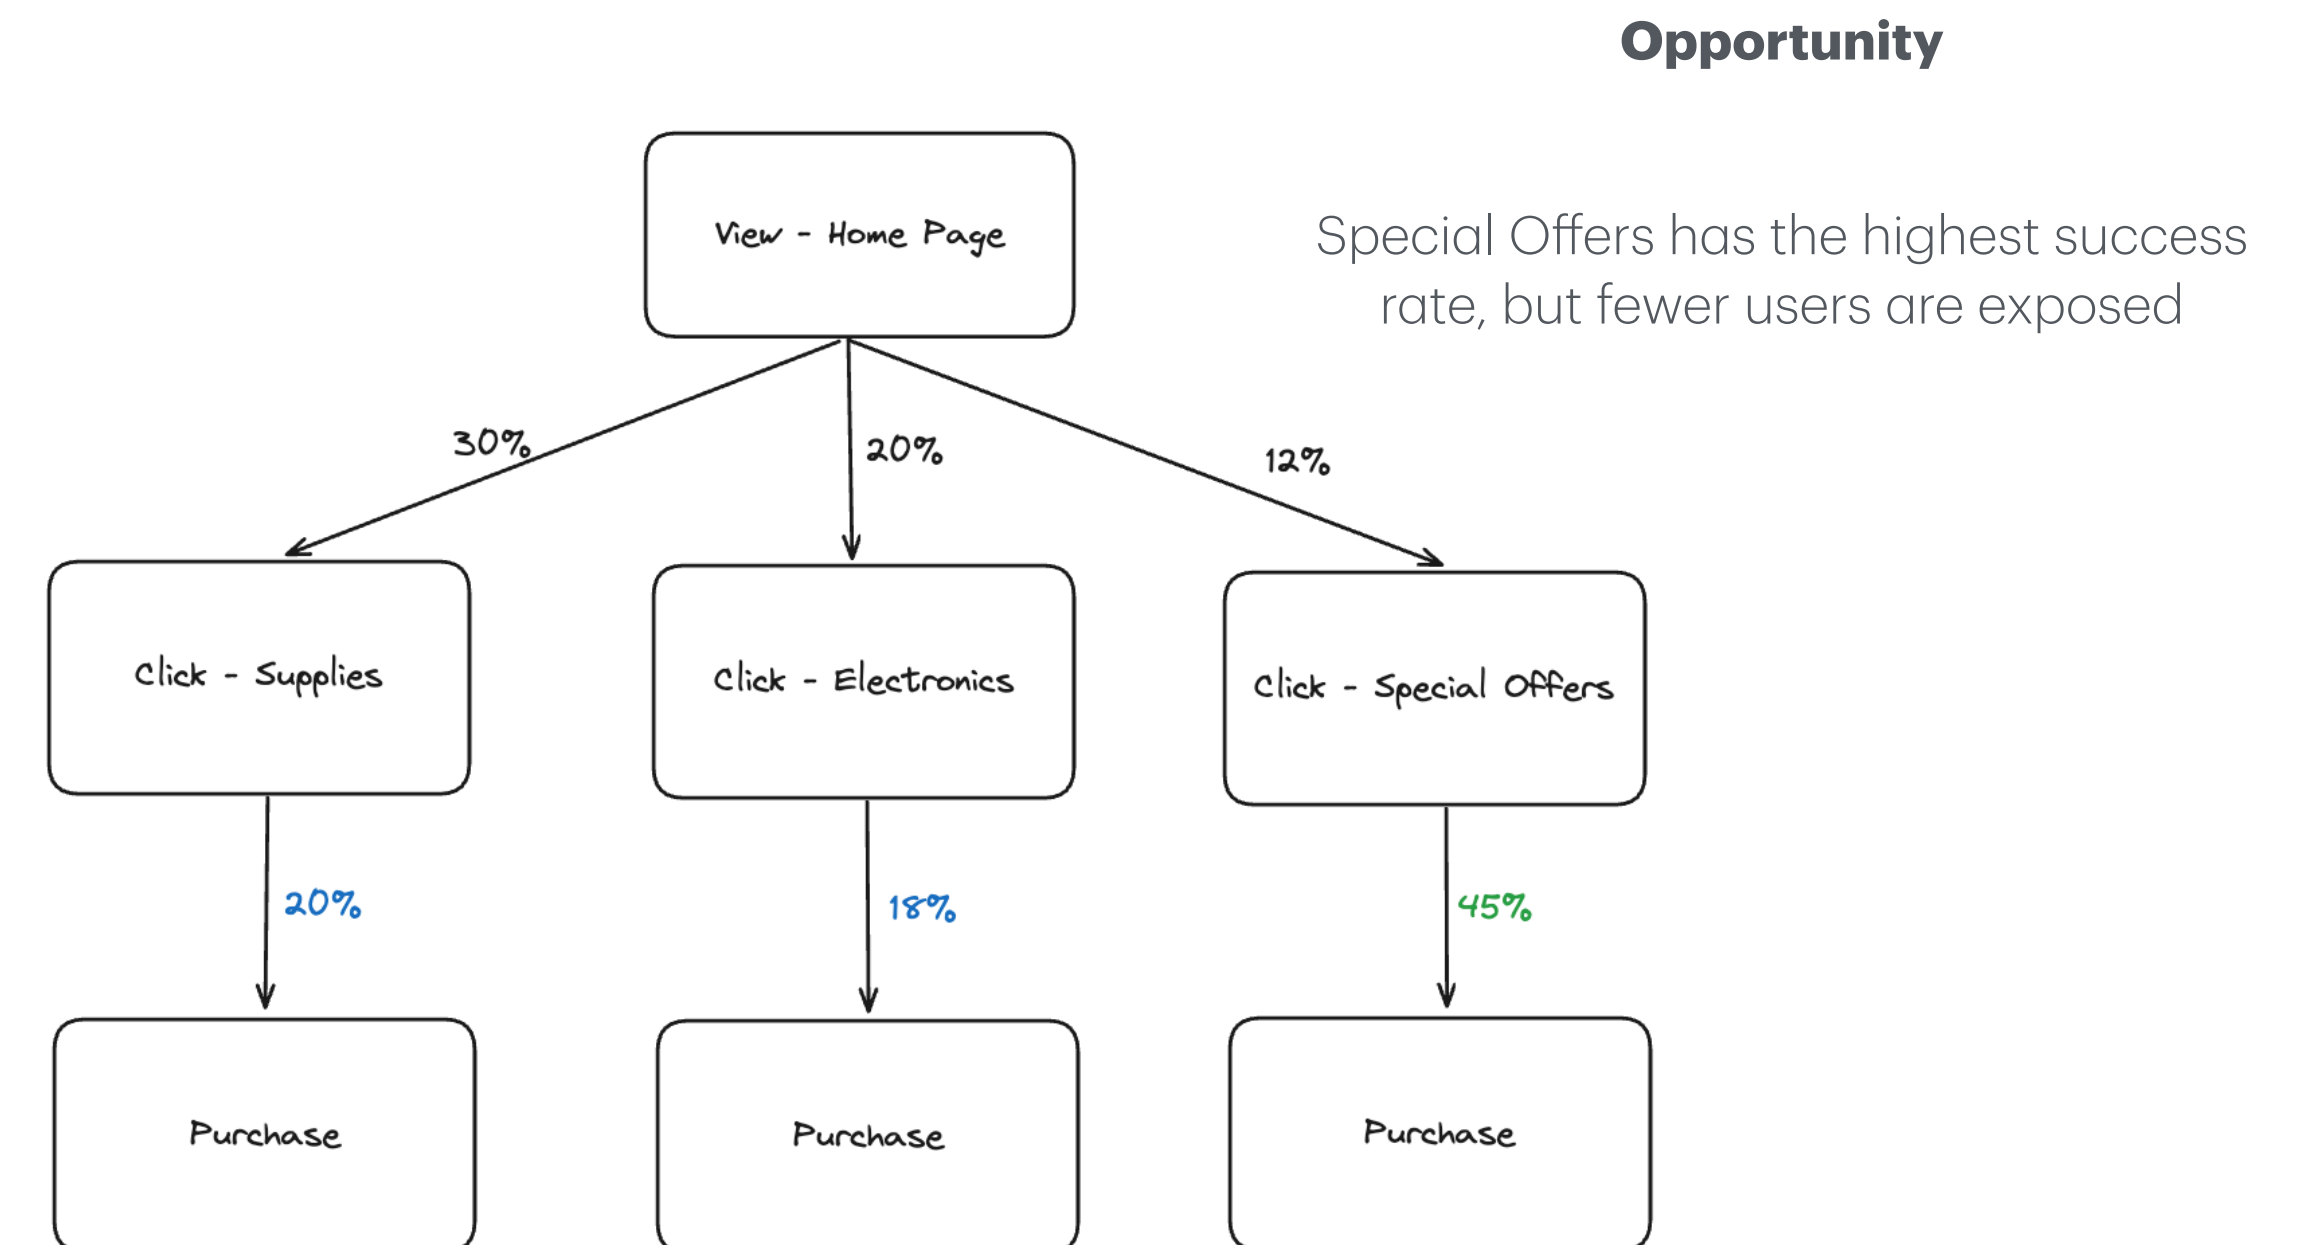 Opportunity
View - Home Page
Special Offers has the highest success
rate, but fewer users are exposed
30%
20%
12%
Click - Supplies
Click - Electronics
Click - Special Offers
20%
18%
45%
Purchase
Purchase
Purchase